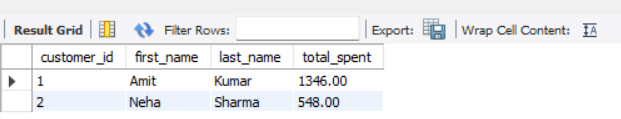 Result Grid Filter Rows: Export: Wrap Cell Content: IA
customer_id first_name last_name total_spent
1 Amit Kumar 1346.00
2 Neha Sharma 548.00